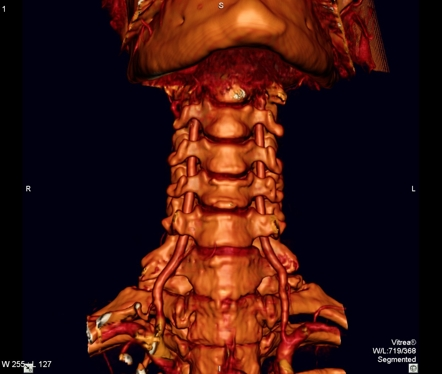 1
S
R
L
Vitrea®
W/L:719/368
Segmented
W 255 : L 127